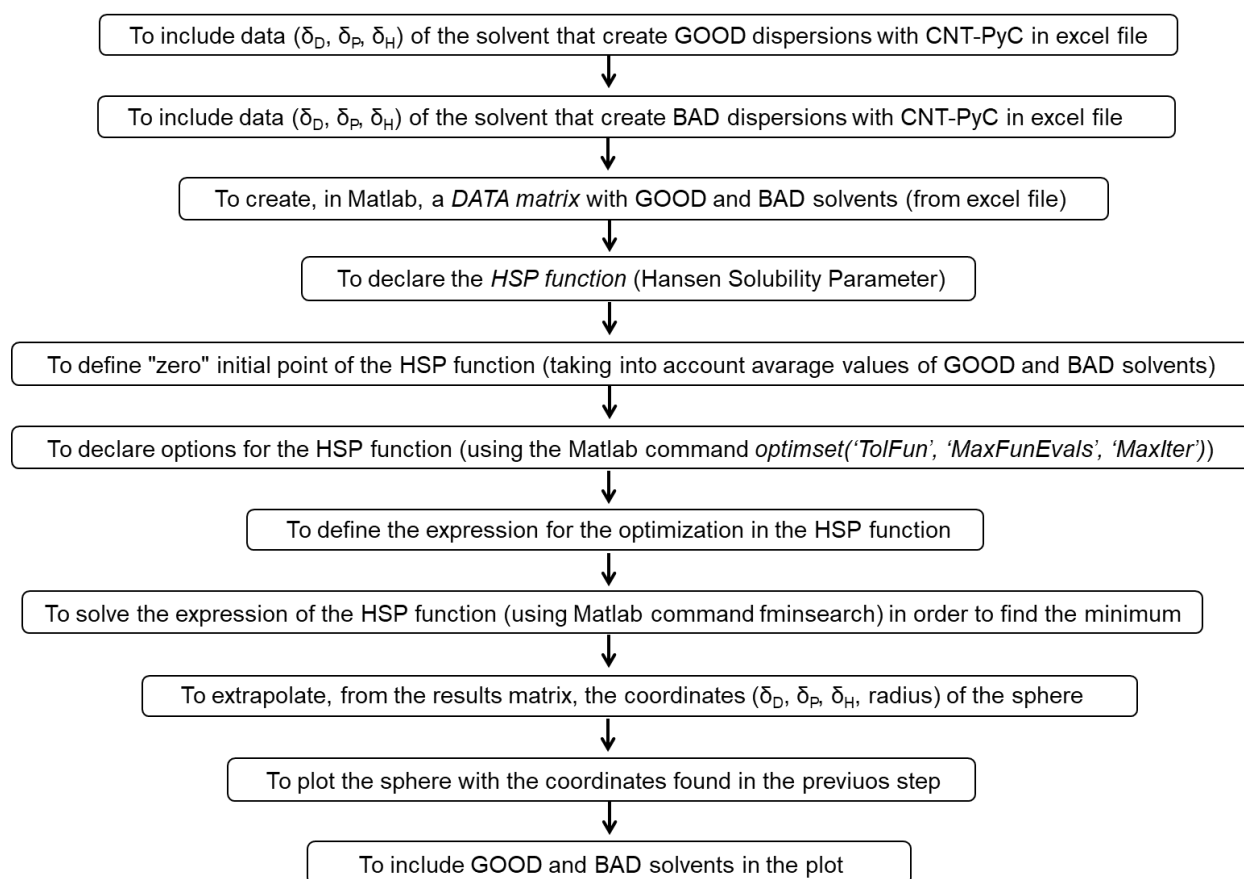 To include data (δD, δP, δH) of the solvent that create GOOD dispersions with CNT-PyC in excel file
To include data (δD, δP, δH) of the solvent that create BAD dispersions with CNT-PyC in excel file
To create, in Matlab, a DATA matrix with GOOD and BAD solvents (from excel file)
To declare the HSP function (Hansen Solubility Parameter)
To define "zero" initial point of the HSP function (taking into account avarage values of GOOD and BAD solvents)
To declare options for the HSP function (using the Matlab command optimset(‘TolFun’, ‘MaxFunEvals’, ‘MaxIter’))
To define the expression for the optimization in the HSP function
To solve the expression of the HSP function (using Matlab command fminsearch) in order to find the minimum
To extrapolate, from the results matrix, the coordinates (δD, δP, δH, radius) of the sphere
To plot the sphere with the coordinates found in the previuos step
To include GOOD and BAD solvents in the plot